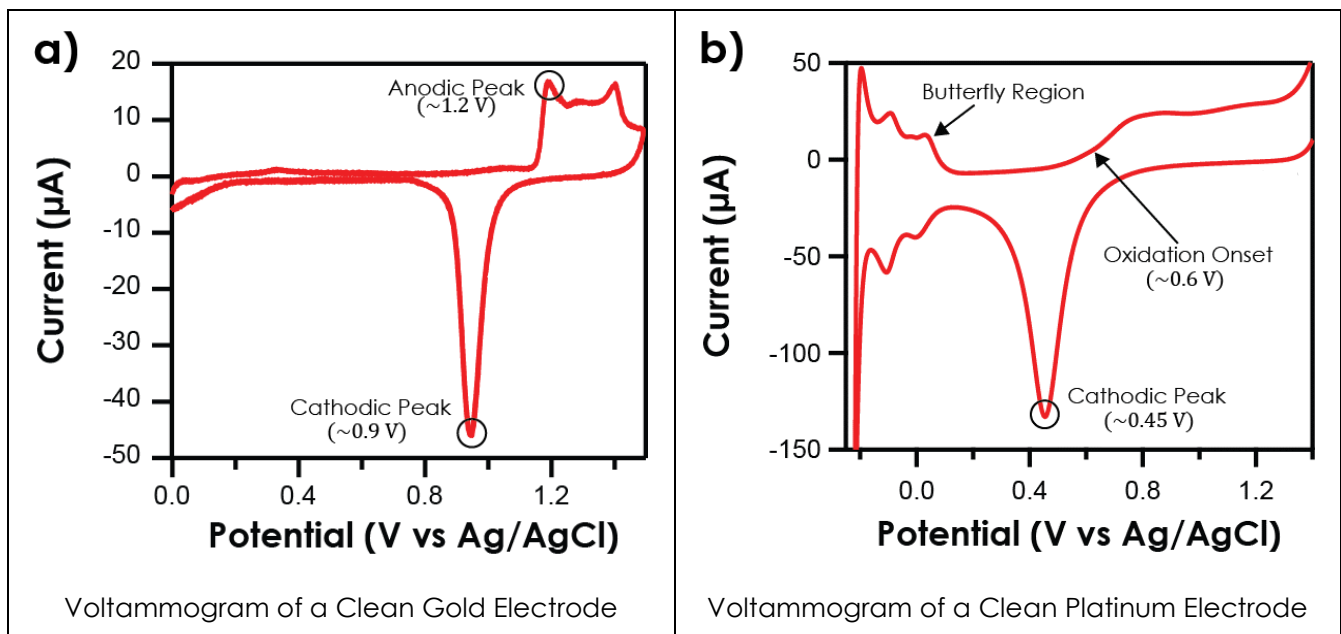 a)
20
10
0
-10
-20
-30
-40
-50
Current (µA)
Anodic Peak
(~1.2 V)
Cathodic Peak
(~0.9 V)
0.0 0.4 0.8 1.2
Potential (V vs Ag/AgCl)
Voltammogram of a Clean Gold Electrode
b)
50
0
-50
-100
-150
Current (µA)
Butterfly Region
Oxidation Onset
(~0.6 V)
Cathodic Peak
(~0.45 V)
0.0 0.4 0.8 1.2
Potential (V vs Ag/AgCl)
Voltammogram of a Clean Platinum Electrode